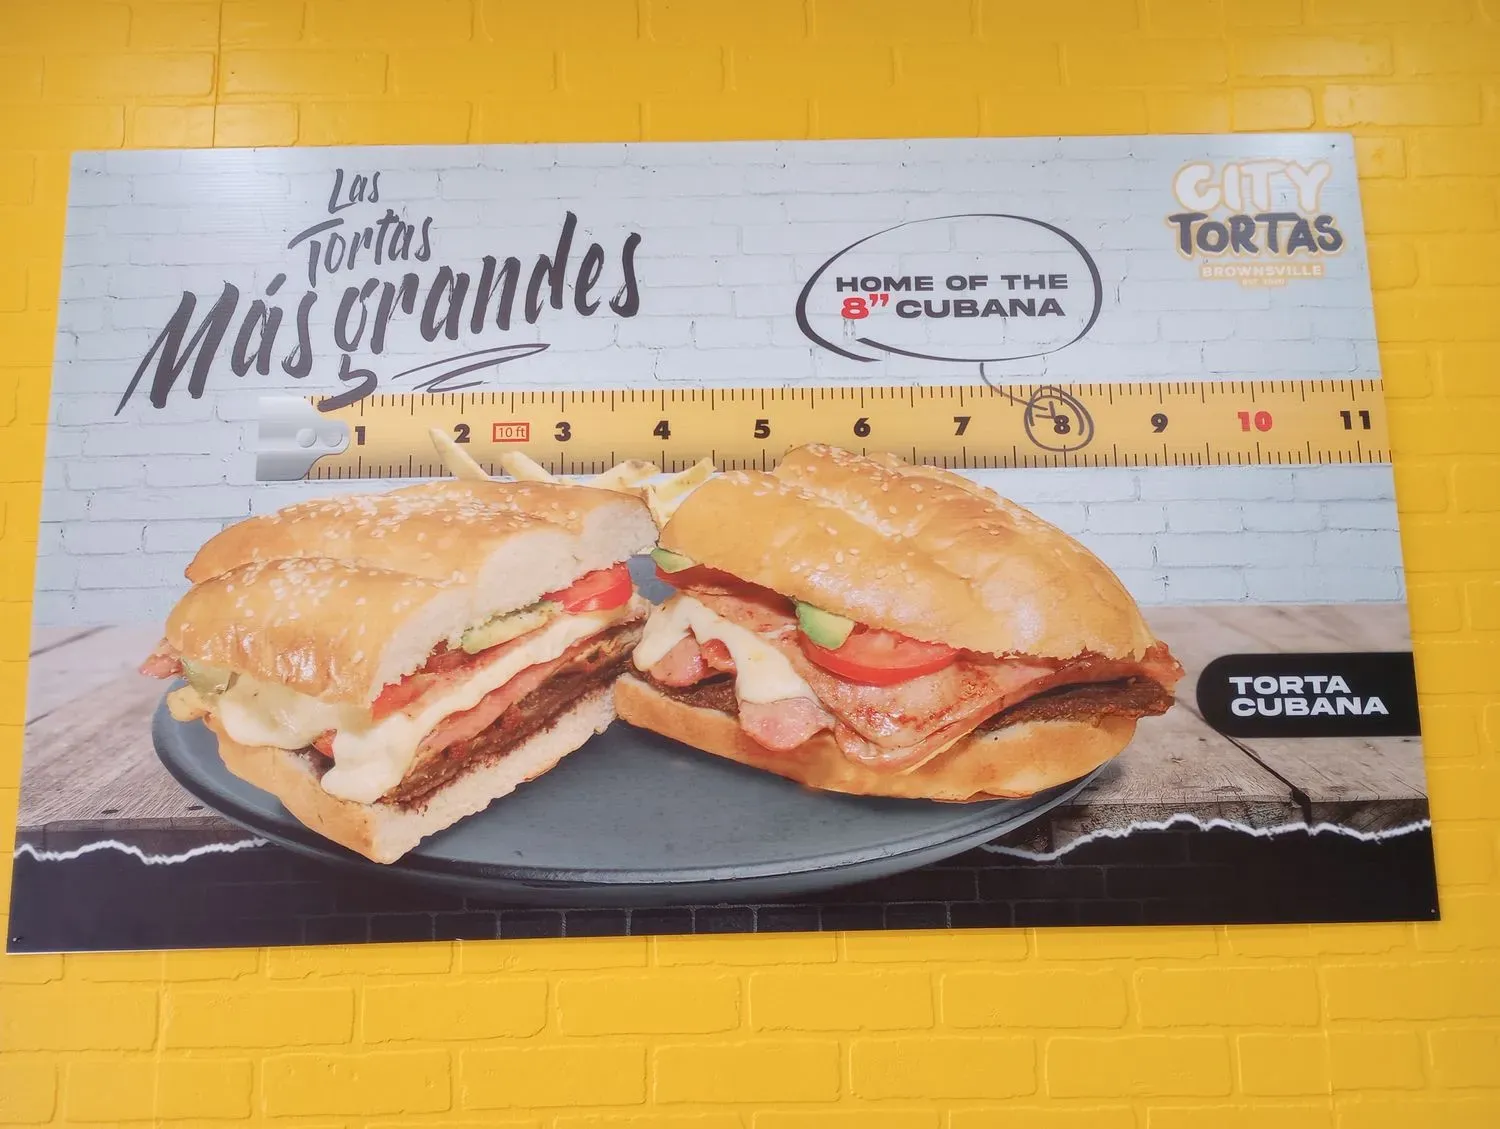 Las
Tortas
Más grandes
CITY
TORTAS
BROWNSVILLE
HOME OF THE
8” CUBANA
1 2 10 ft 3 4 5 6 7 8 9 10 11
TORTA
CUBANA